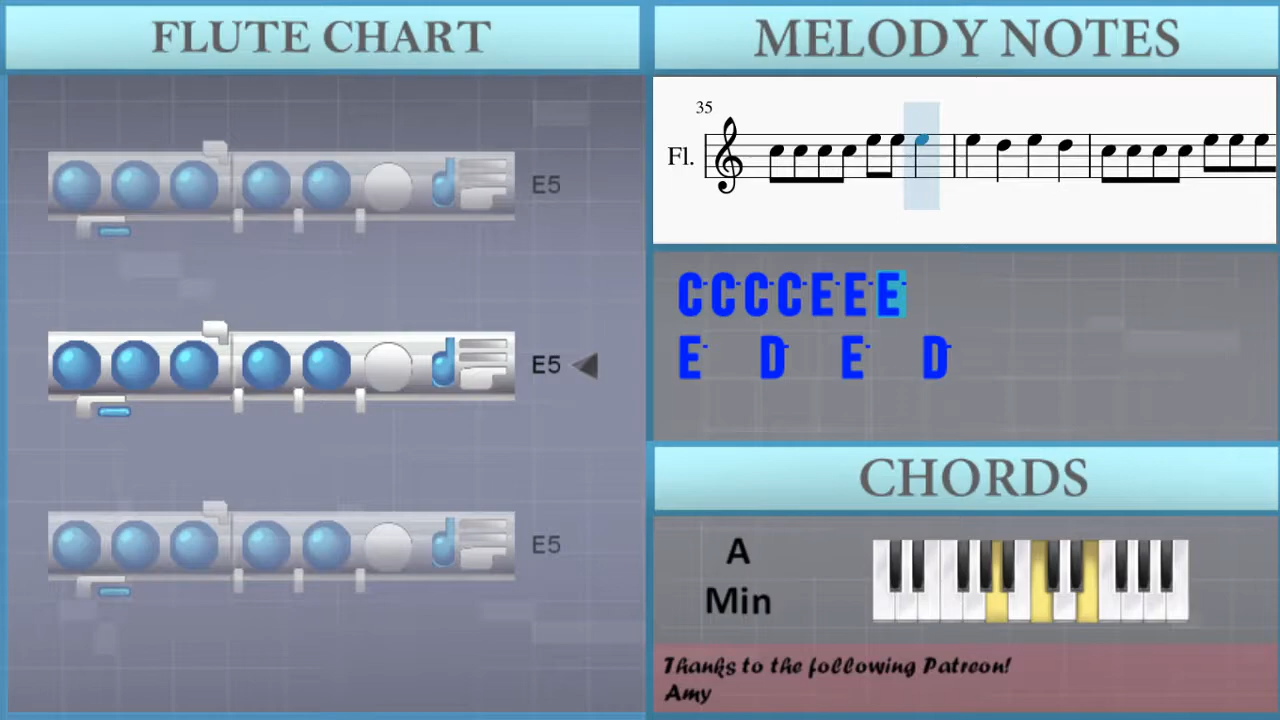 FLUTE CHART
E5
E5
E5
MELODY NOTES
35
Fl.
C C C C E E E
E D E D
CHORDS
A
Min
Thanks to the following Patreon!
Amy